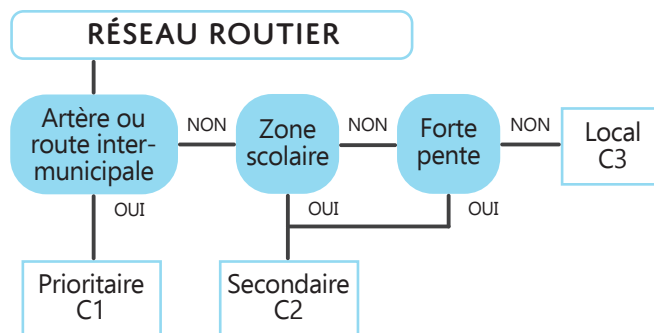 RÉSEAU ROUTIER
Artère ou
route inter-
municipale
NON
Zone
scolaire
NON
Forte
pente
NON
Local
C3
OUI
OUI
OUI
Prioritaire
C1
Secondaire
C2